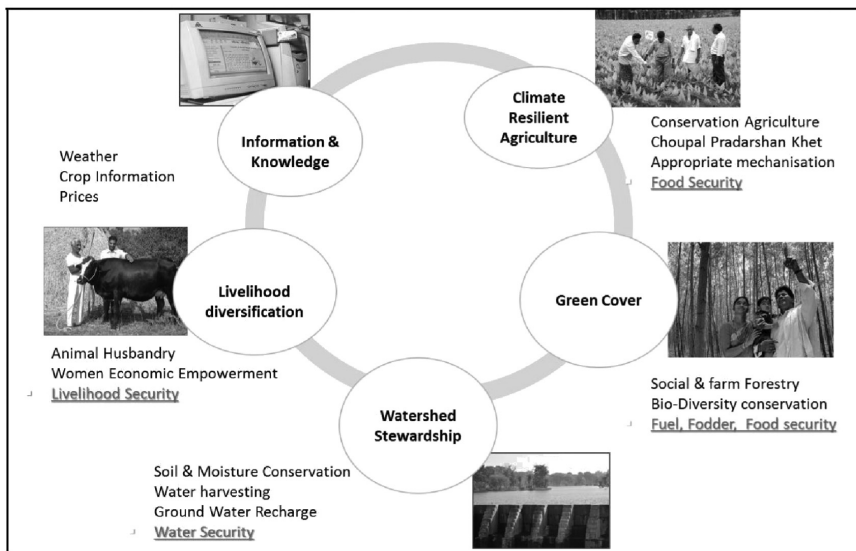 Information &
Knowledge
Weather
Crop Information
Prices
Climate
Resilient
Agriculture
Conservation Agriculture
Choupal Pradarshan Khet
Appropriate mechanisation
Food Security
Green Cover
Social & farm Forestry
Bio-Diversity conservation
Fuel, Fodder, Food security
Watershed
Stewardship
Soil & Moisture Conservation
Water harvesting
Ground Water Recharge
Water Security
Livelihood
diversification
Animal Husbandry
Women Economic Empowerment
Livelihood Security